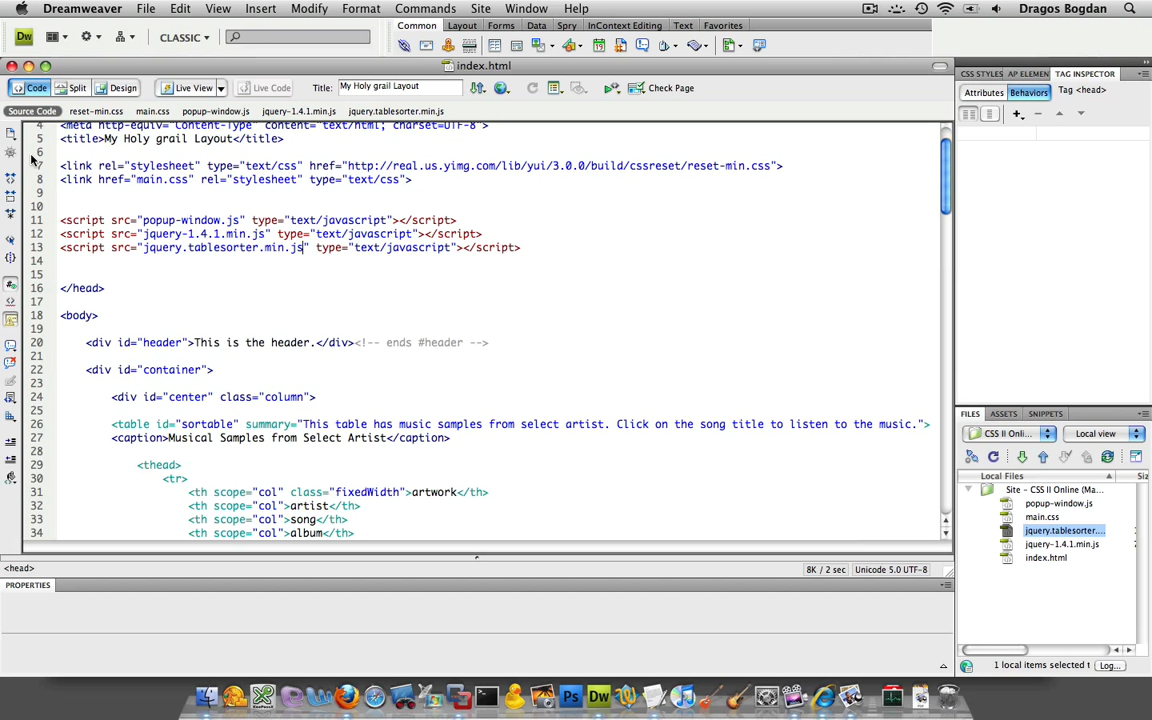 Dreamweaver File Edit View Insert Modify Format Commands Site Window Help Dragos Bogdan
Dw CLASSIC Common Layout Forms Data Spry InContext Editing Text Favorites
index.html
Code Split Design Live View Live Code Title: My Holy grail Layout Check Page
Source Code reset-min.css main.css popup-window.js jquery-1.4.1.min.js jquery.tablesorter.min.js
4 <meta http-equiv="Content-Type" content="text/html; charset=UTF-8">
5 <title>My Holy grail Layout</title>
6
7 <link rel="stylesheet" type="text/css" href="http://real.us.yimg.com/lib/yui/3.0.0/build/cssreset/reset-min.css">
8 <link href="main.css" rel="stylesheet" type="text/css">
9
10
11 <script src="popup-window.js" type="text/javascript"></script>
12 <script src="jquery-1.4.1.min.js" type="text/javascript"></script>
13 <script src="jquery.tablesorter.min.js" type="text/javascript"></script>
14
15
16 </head>
17
18 <body>
19
20 <div id="header">This is the header.</div><!-- ends #header -->
21
22 <div id="container">
23
24 <div id="center" class="column">
25
26 <table id="sortable" summary="This table has music samples from select artist. Click on the song title to listen to the music.">
27 <caption>Musical Samples from Select Artist</caption>
28
29 <thead>
30 <tr>
31 <th scope="col" class="fixedWidth">artwork</th>
32 <th scope="col">artist</th>
33 <th scope="col">song</th>
34 <th scope="col">album</th>
<head> 8K / 2 sec Unicode 5.0 UTF-8
PROPERTIES
CSS STYLES AP ELEMEN TAG INSPECTOR
Attributes Behaviors Tag <head>
FILES ASSETS SNIPPETS
CSS II Onli... Local view
Local Files Siz
Site - CSS II Online (Ma...
popup-window.js
main.css
jquery.tablesorter....
jquery-1.4.1.min.js
index.html
1 local items selected t Log...
Ps Dw